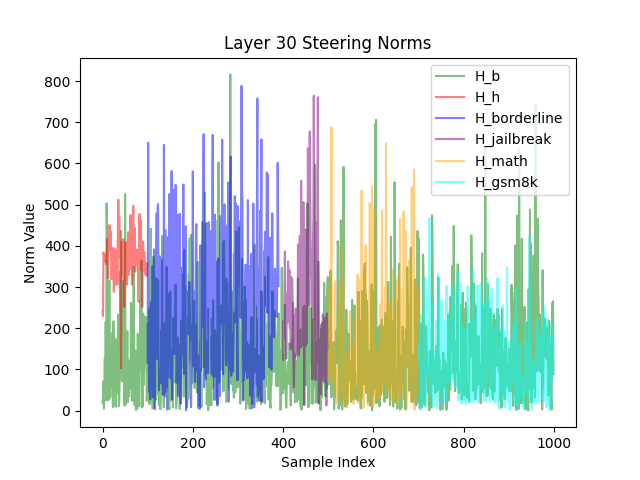 Layer 30 Steering Norms
H_b
H_h
H_borderline
H_jailbreak
H_math
H_gsm8k
Norm Value
800
700
600
500
400
300
200
100
0
0 200 400 600 800 1000
Sample Index